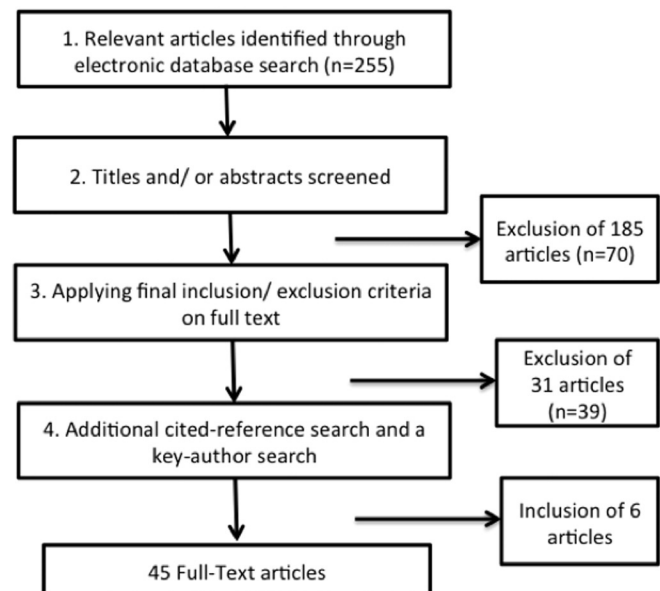 1. Relevant articles identified through
electronic database search (n=255)
2. Titles and/ or abstracts screened
Exclusion of 185
articles (n=70)
3. Applying final inclusion/ exclusion criteria
on full text
Exclusion of
31 articles
(n=39)
4. Additional cited-reference search and a
key-author search
Inclusion of 6
articles
45 Full-Text articles